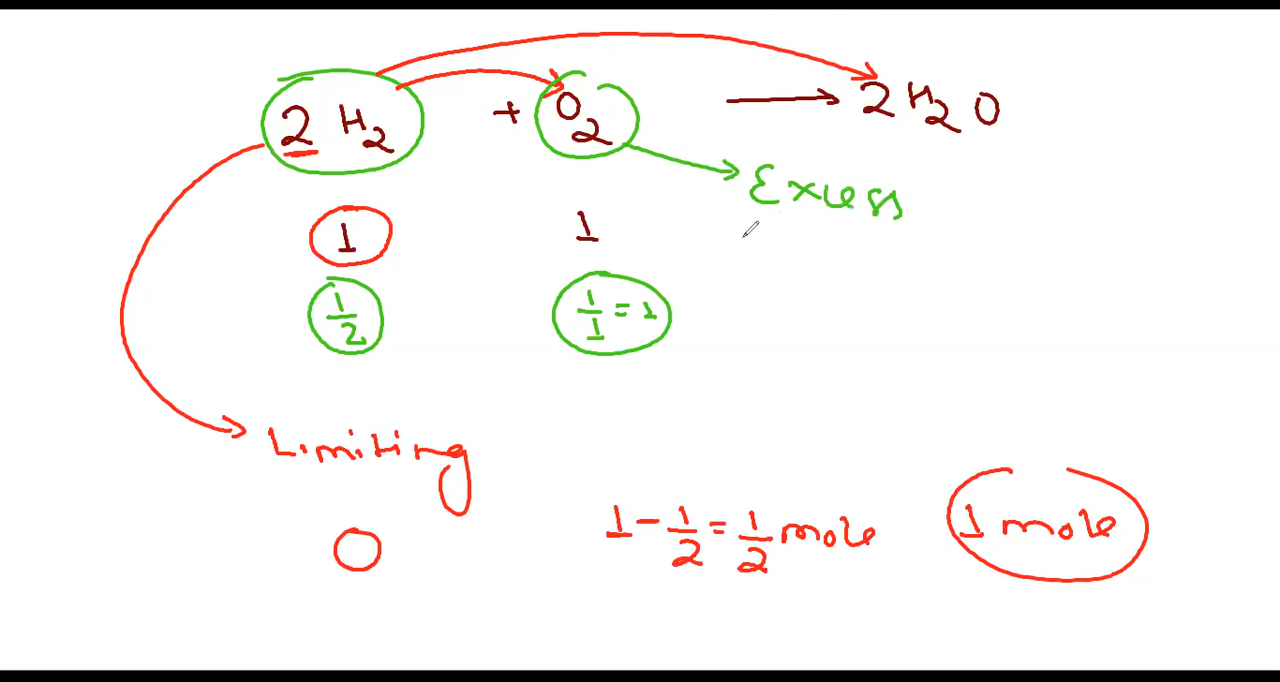 2 H2 + O2 → 2 H2O
Excess
1 1
1/2 1/1 = 1
Limiting
0 1 - 1/2 = 1/2 mole 1 mole